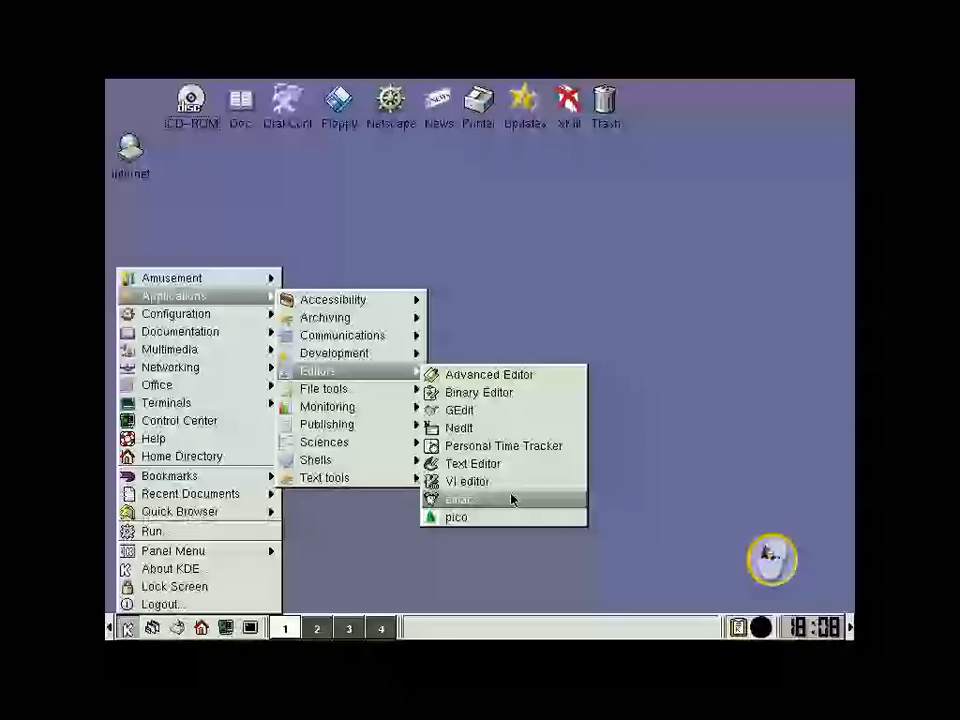 disc
NEWS
CD-ROM Doc Floppy Netscape News Printer Updates Xkill Trash
Internet
Amusement
Applications
Configuration
Documentation
Multimedia
Networking
Office
Terminals
Control Center
Help
Home Directory
Bookmarks
Recent Documents
Quick Browser
Run...
Panel Menu
About KDE
Lock Screen
Logout...
Accessibility
Archiving
Communications
Development
Editors
File tools
Monitoring
Publishing
Sciences
Shells
Text tools
Advanced Editor
Binary Editor
GEdit
Nedit
Personal Time Tracker
Text Editor
VI editor
emacs
pico
1 2 3 4
18:08